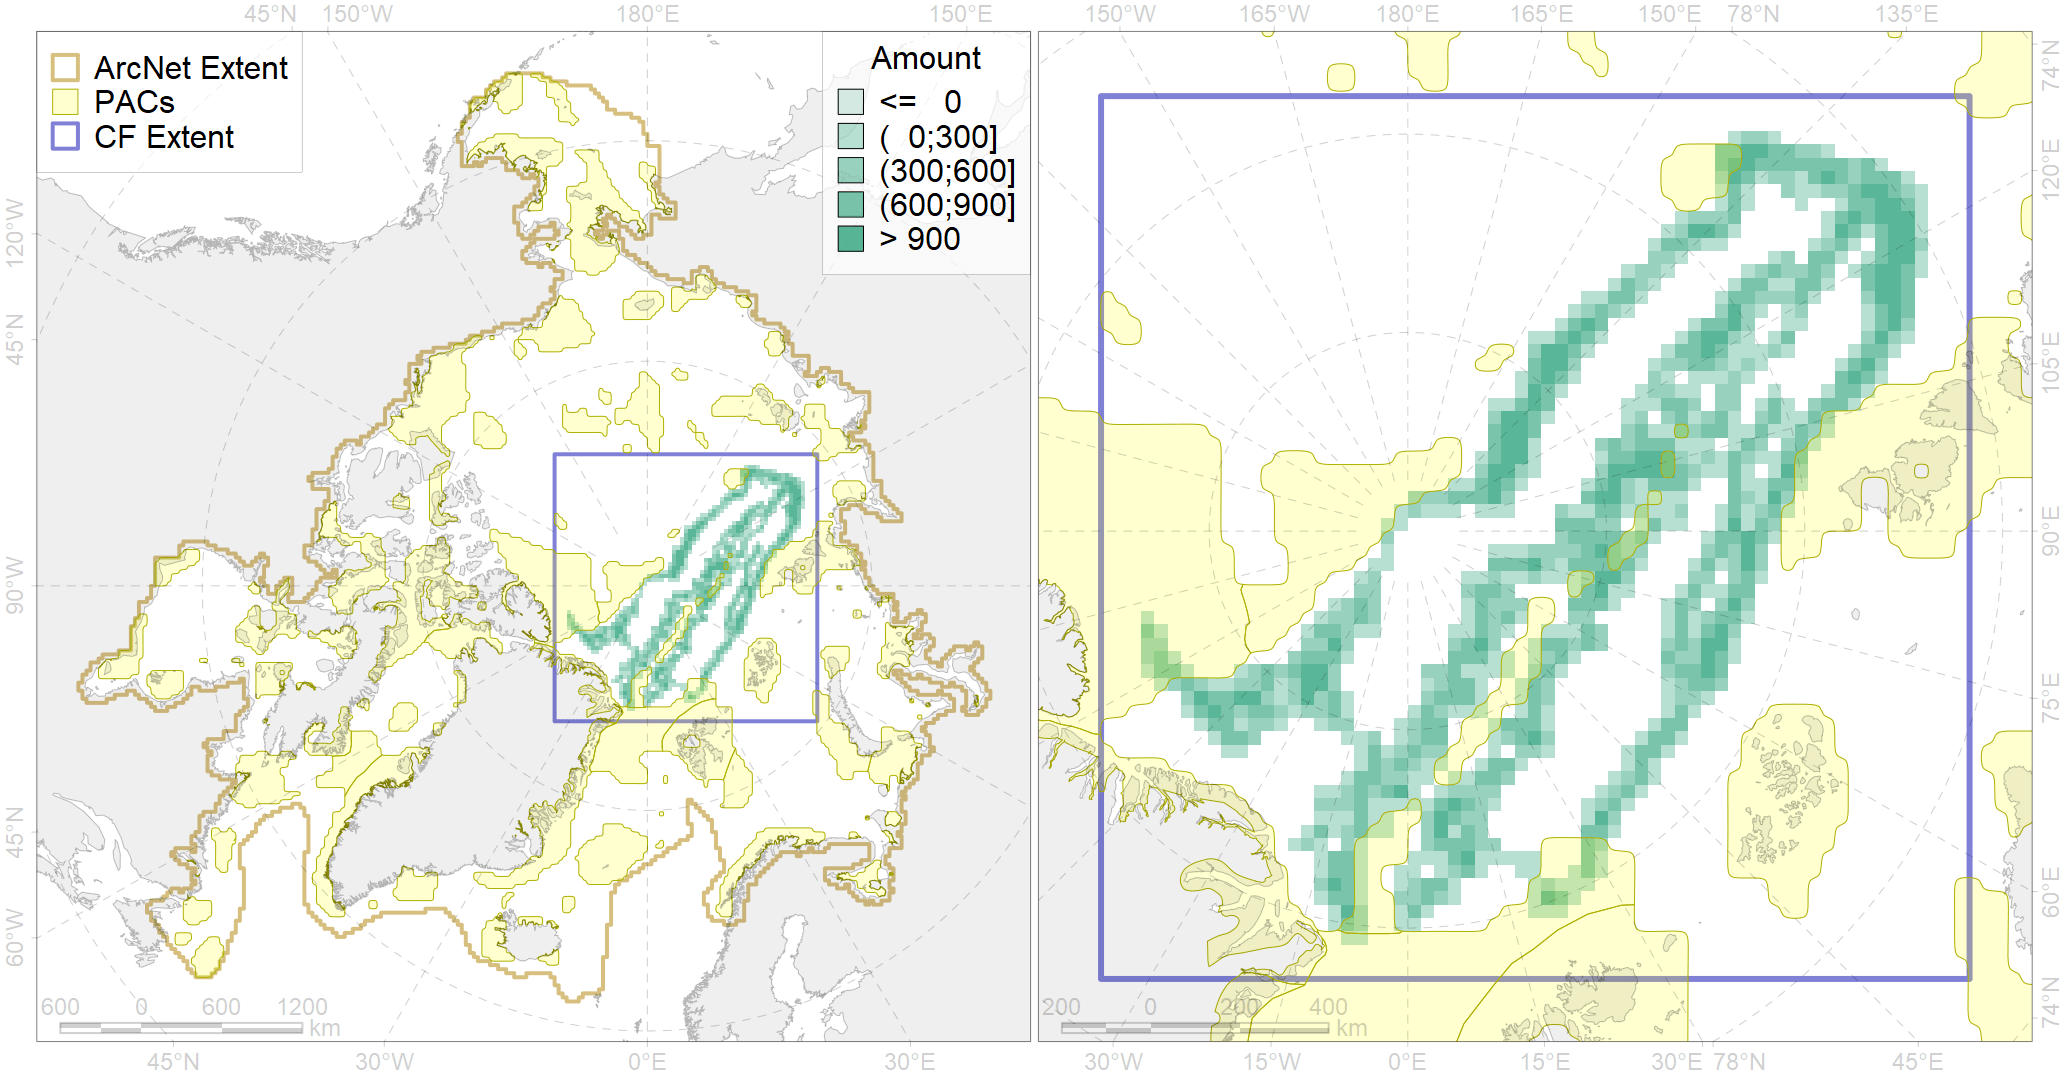 45°N 150°W 180°E 150°E
150°W 165°W 180°E 165°E 150°E 78°N 135°E
ArcNet Extent
PACs
CF Extent
Amount
<= 0
( 0;300]
(300;600]
(600;900]
> 900
120°W
45°N
90°W
45°N
60°W
74°N
120°E
105°E
90°E
75°E
60°E
74°N
600 0 600 1200
km
200 0 200 400
km
45°N 30°W 0°E 30°E
30°W 15°W 0°E 15°E 30°E 78°N 45°E